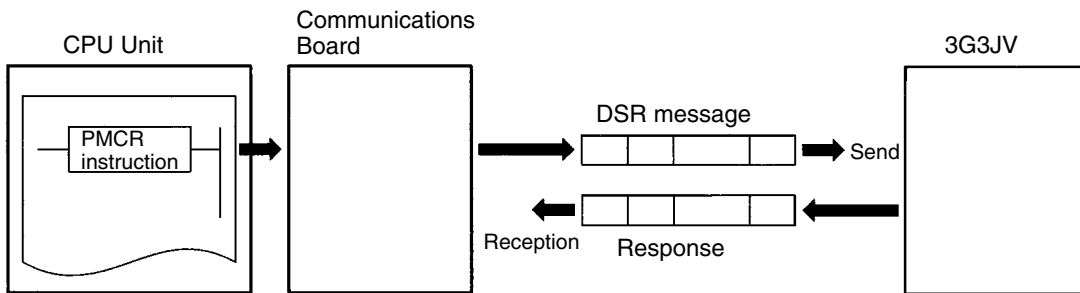 CPU Unit
Communications
Board
3G3JV
PMCR
instruction
DSR message
Send
Reception
Response